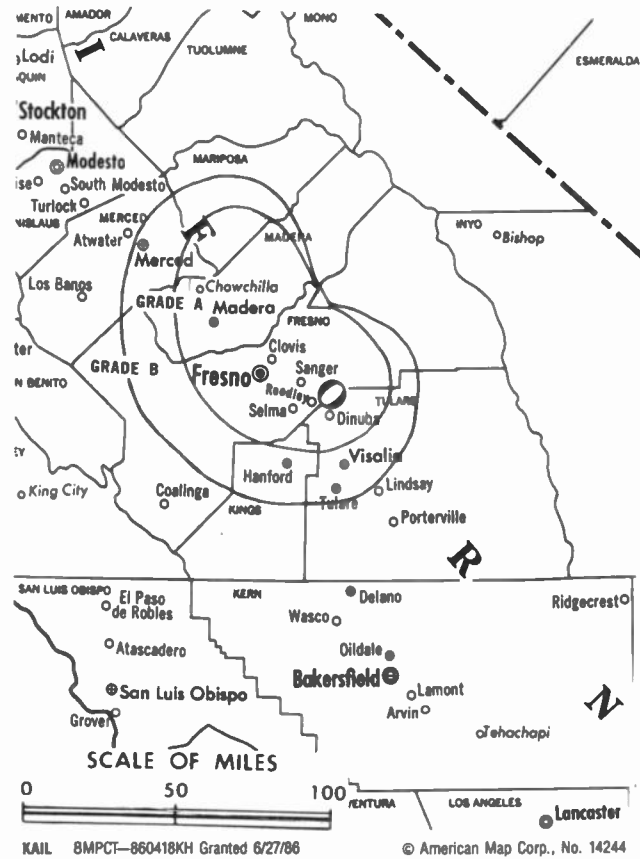 AMADOR
MONO
CALAVERAS
TUOLUMNE
ESMERALDA
Lodi
I
Stockton
Manteca
Modesto
South Modesto
Turlock
MARIPOSA
MERCED
Atwater
Merced
F
MADERA
INYO
Bishop
Los Banos
Chowchilla
GRADE A
Madera
FRESNO
Clovis
GRADE B
Fresno
Sanger
Reedley
TULARE
Selma
Dinuba
N BENITO
Visalia
Hanford
King City
Coalinga
KINGS
Tulare
Lindsay
Porterville
R
SAN LUIS OBISPO
El Paso
de Robles
KERN
Delano
Ridgecrest
Wasco
Atascadero
Oildale
Bakersfield
San Luis Obispo
Lamont
Arvin
N
Grover
Tehachapi
SCALE OF MILES
0 50 100
VENTURA
LOS ANGELES
Lancaster
KAIL BMPCT—860418KH Granted 6/27/86 © American Map Corp., No. 14244